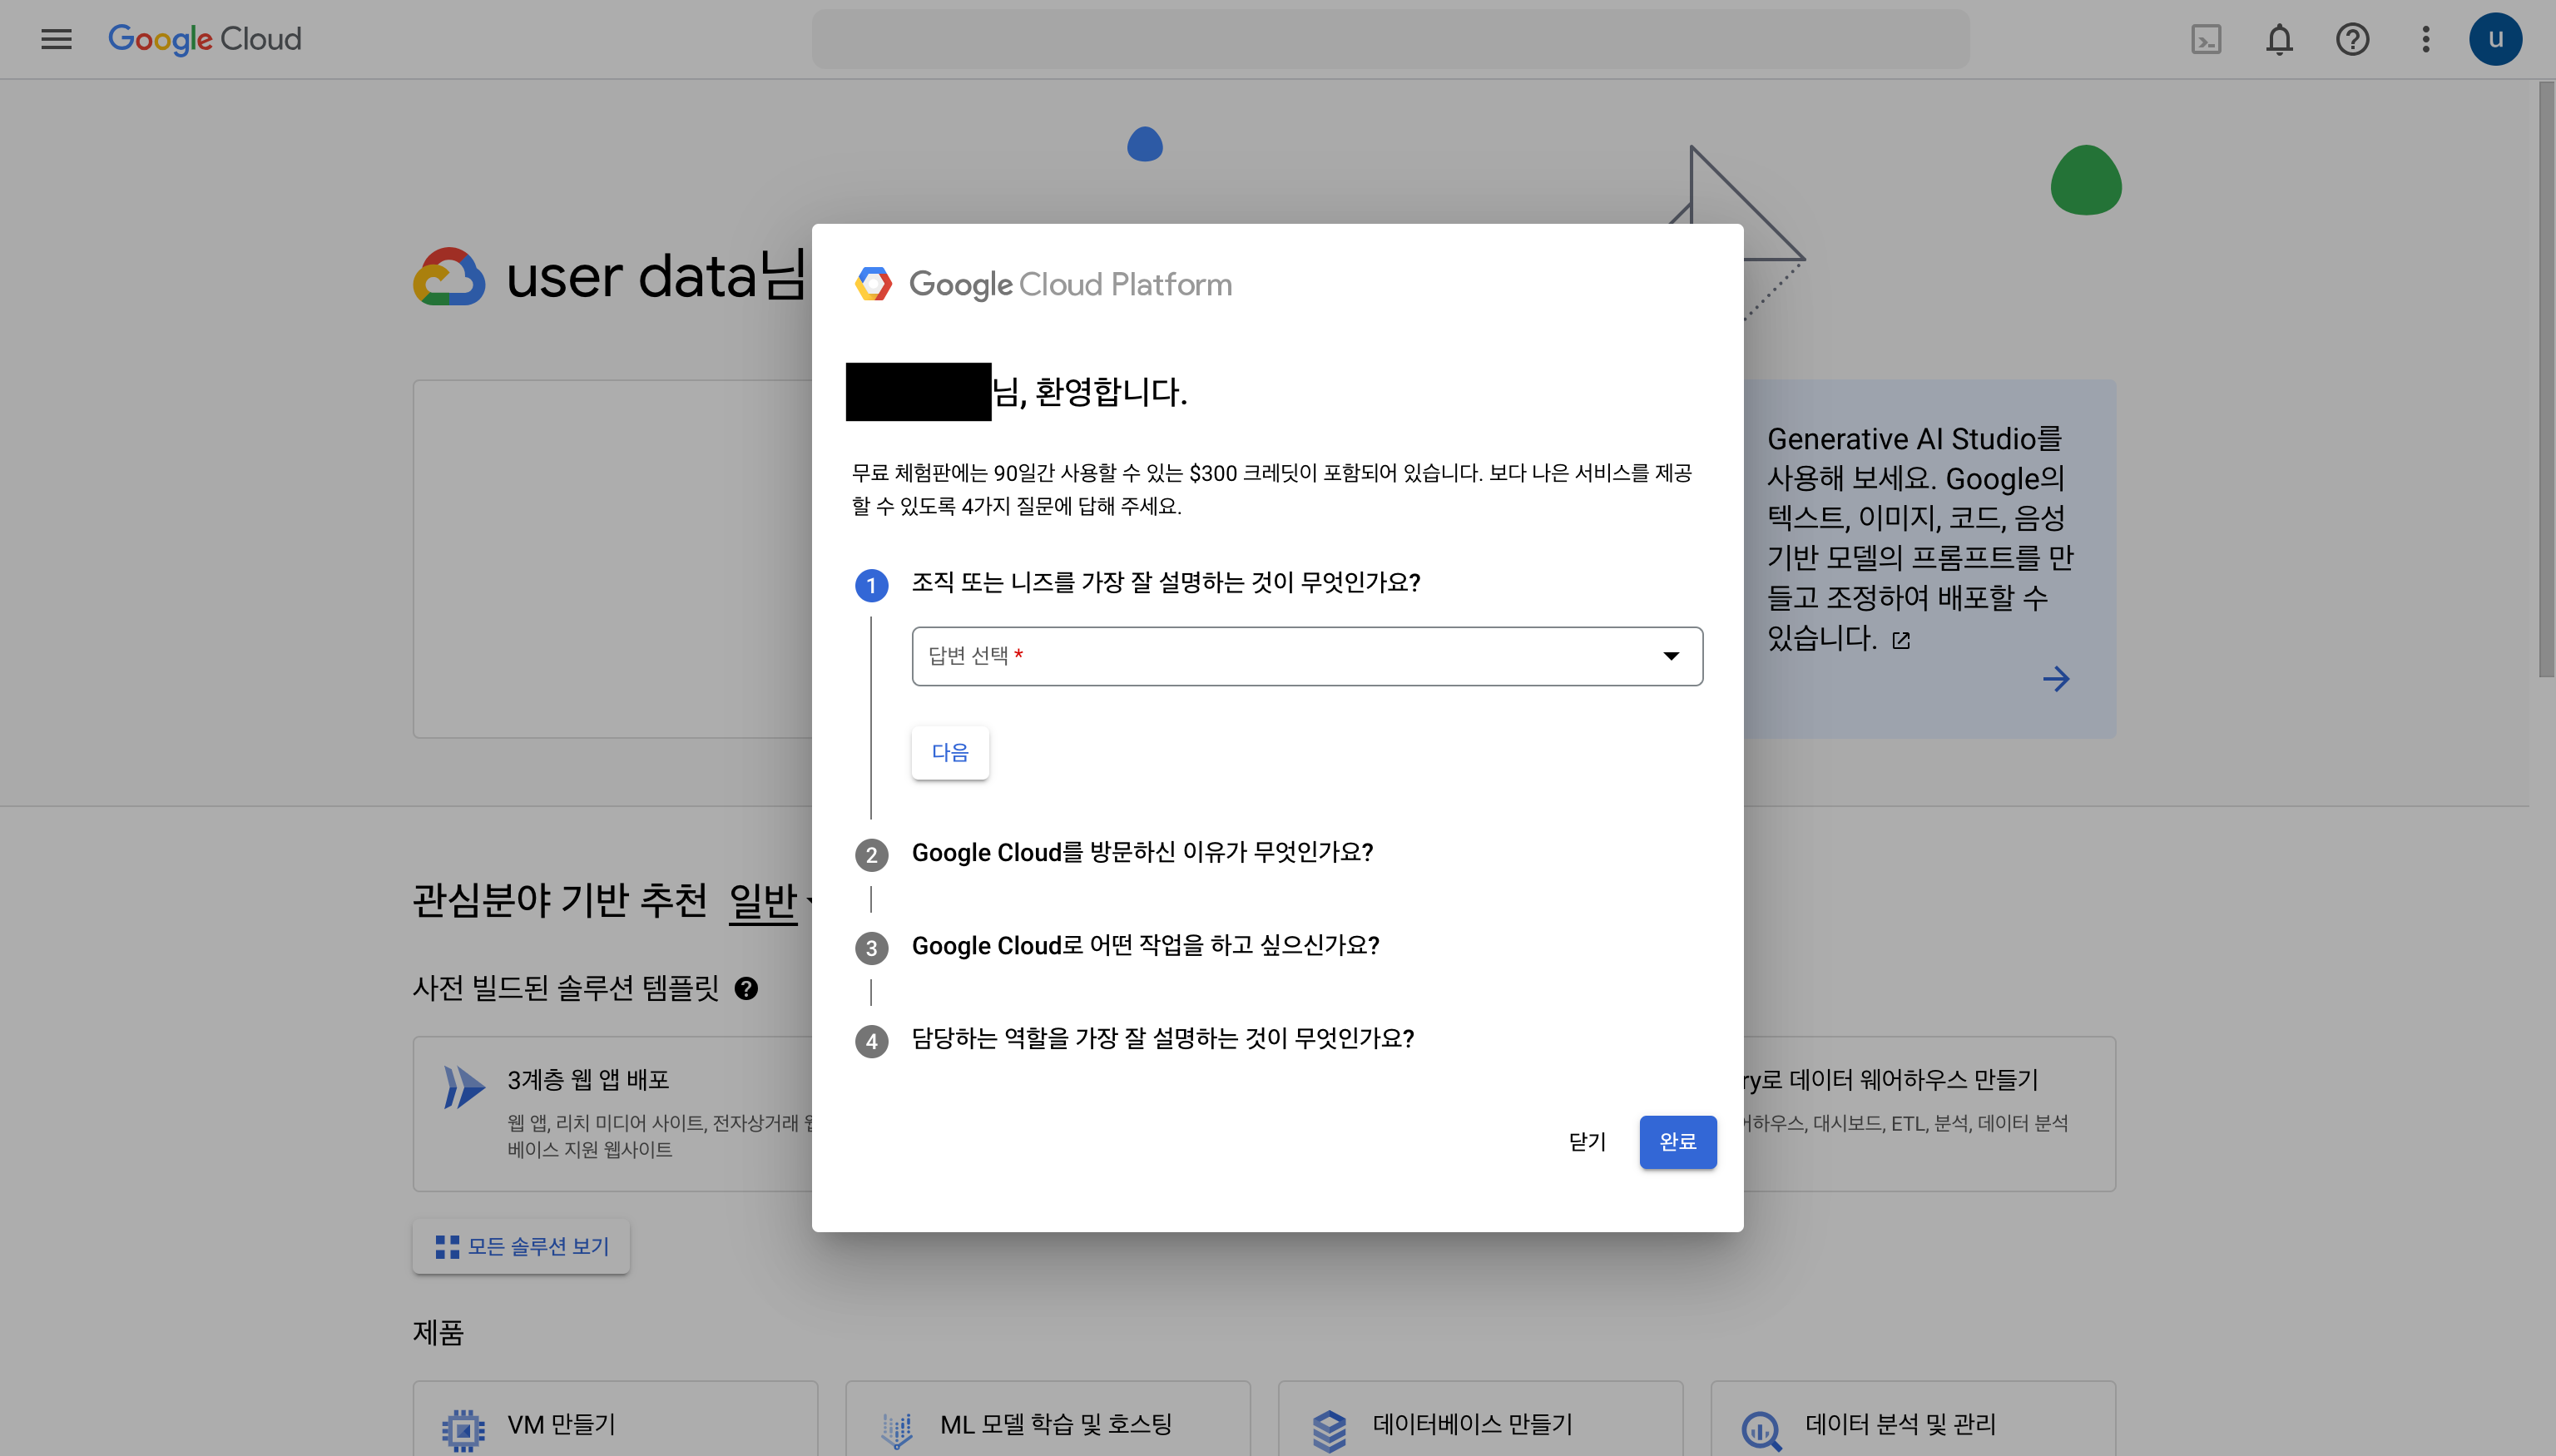 Google Cloud
u
user data님
Google Cloud Platform
님, 환영합니다.
무료 체험판에는 90일간 사용할 수 있는 $300 크레딧이 포함되어 있습니다. 보다 나은 서비스를 제공
할 수 있도록 4가지 질문에 답해 주세요.
1 조직 또는 니즈를 가장 잘 설명하는 것이 무엇인가요?
답변 선택 *
다음
2 Google Cloud를 방문하신 이유가 무엇인가요?
3 Google Cloud로 어떤 작업을 하고 싶으신가요?
4 담당하는 역할을 가장 잘 설명하는 것이 무엇인가요?
닫기 완료
Generative AI Studio를
사용해 보세요. Google의
텍스트, 이미지, 코드, 음성
기반 모델의 프롬프트를 만
들고 조정하여 배포할 수
있습니다.
관심분야 기반 추천 일반
사전 빌드된 솔루션 템플릿
3계층 웹 앱 배포
웹 앱, 리치 미디어 사이트, 전자상거래
베이스 지원 웹사이트
ry로 데이터 웨어하우스 만들기
어하우스, 대시보드, ETL, 분석, 데이터 분석
모든 솔루션 보기
제품
VM 만들기
ML 모델 학습 및 호스팅
데이터베이스 만들기
데이터 분석 및 관리